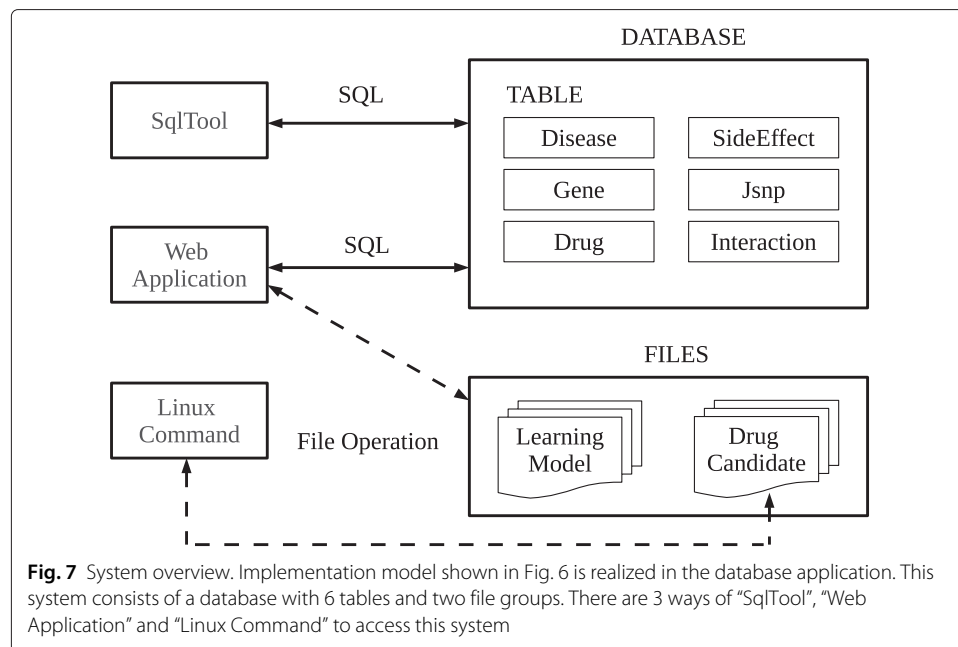 DATABASE
SqlTool
SQL
TABLE
Disease
SideEffect
Gene
Jsnp
Drug
Interaction
Web
Application
SQL
FILES
Linux
Command
File Operation
Learning
Model
Drug
Candidate
Fig. 7 System overview. Implementation model shown in Fig. 6 is realized in the database application. This
system consists of a database with 6 tables and two file groups. There are 3 ways of “SqlTool”, “Web
Application” and “Linux Command” to access this system